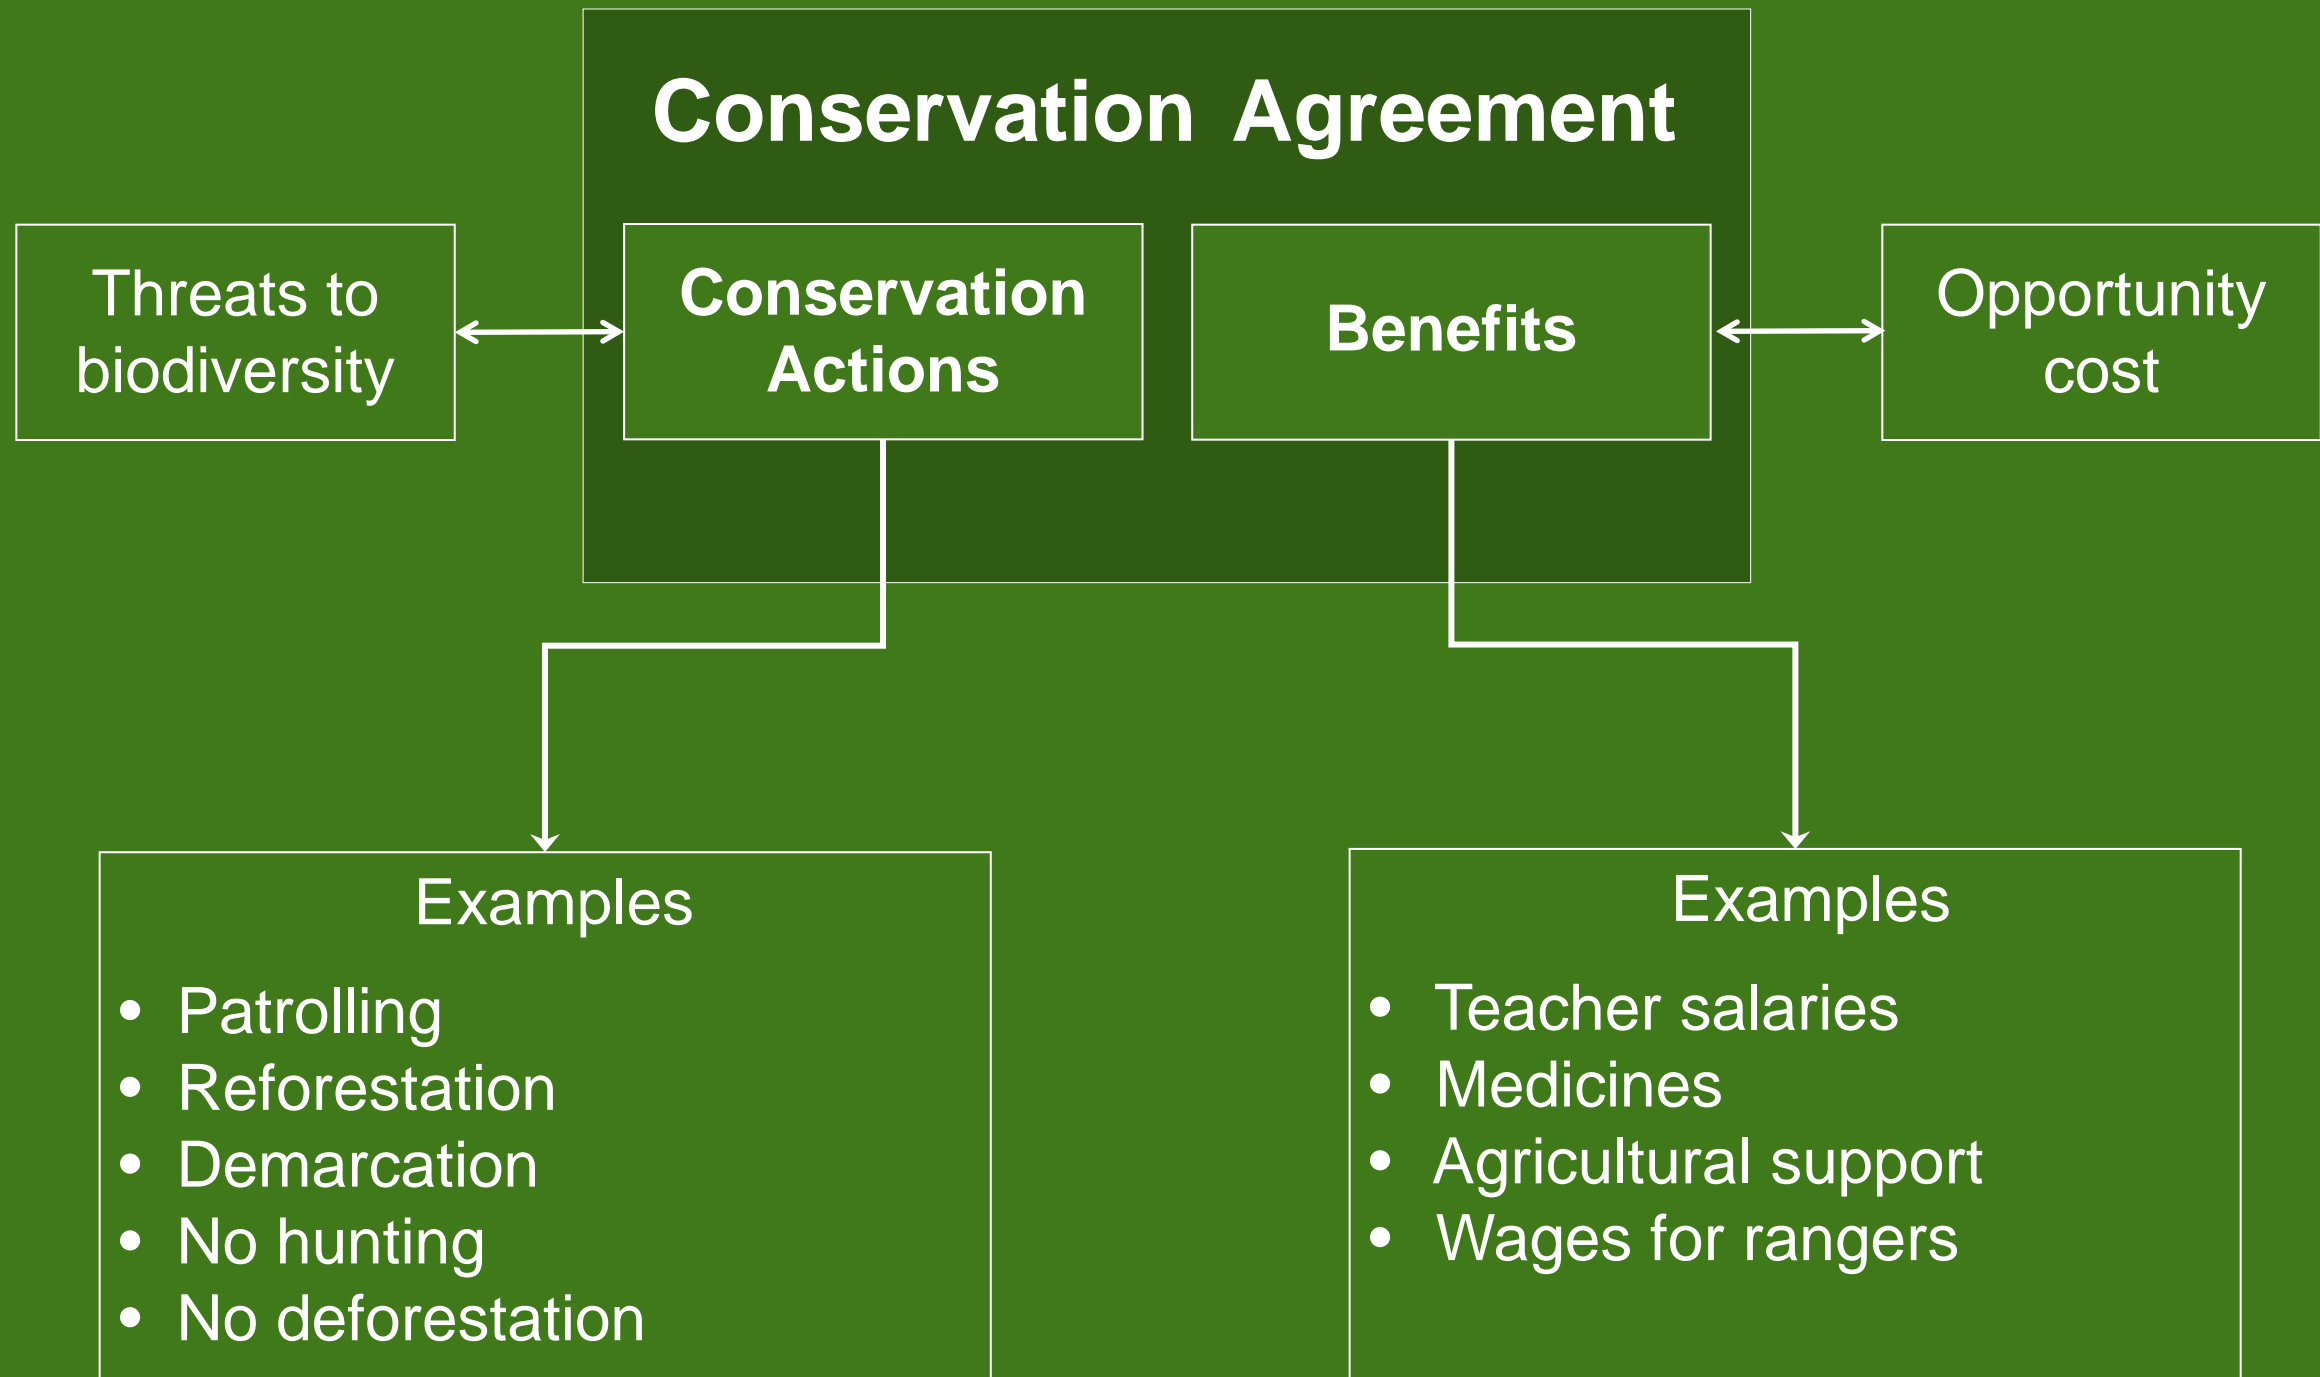 Conservation Agreement
Threats to
biodiversity
Conservation
Actions
Benefits
Opportunity
cost
Examples
• Patrolling
• Reforestation
• Demarcation
• No hunting
• No deforestation
Examples
• Teacher salaries
• Medicines
• Agricultural support
• Wages for rangers